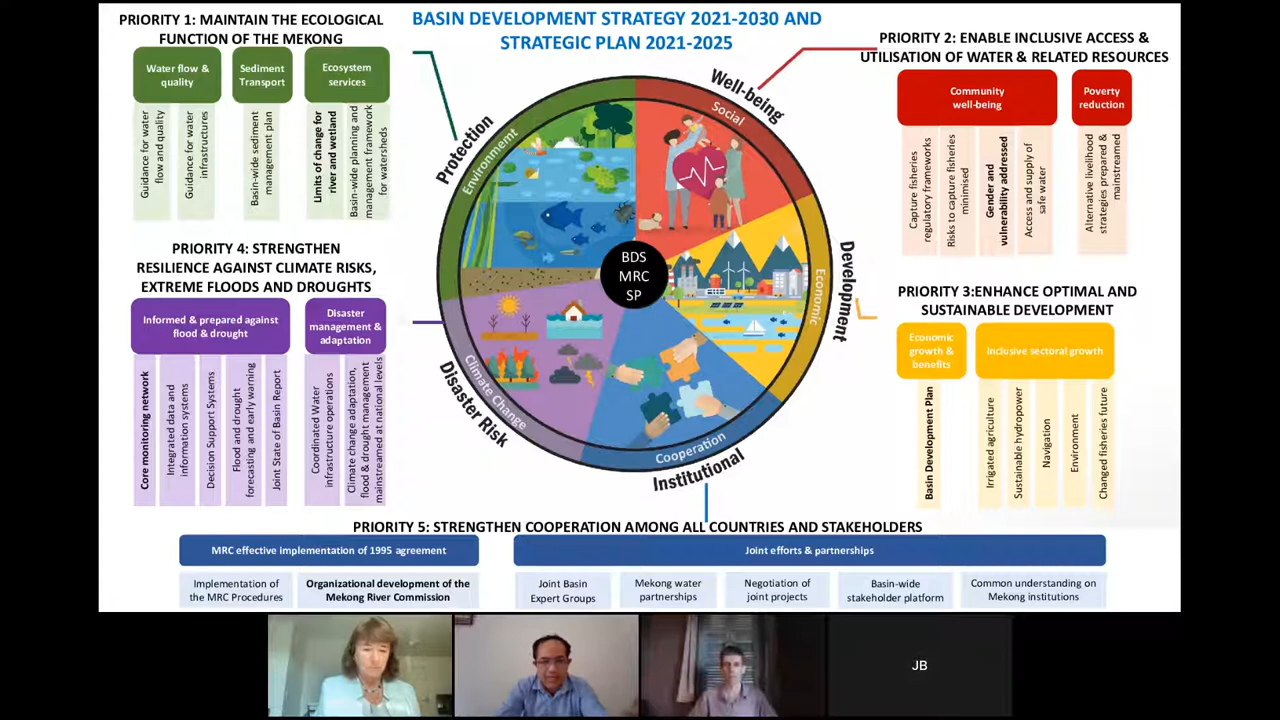 BASIN DEVELOPMENT STRATEGY 2021-2030 AND
STRATEGIC PLAN 2021-2025
PRIORITY 1: MAINTAIN THE ECOLOGICAL
FUNCTION OF THE MEKONG
Water flow &
quality
Sediment
Transport
Ecosystem
services
Guidance for water
flow and quality
Guidance for water
infrastructures
Basin-wide sediment
management plan
Limits of change for
river and wetland
Basin-wide planning and
management framework
for watersheds
PRIORITY 2: ENABLE INCLUSIVE ACCESS &
UTILISATION OF WATER & RELATED RESOURCES
Community
well-being
Poverty
reduction
Capture fisheries
regulatory frameworks
Risks to capture fisheries
minimised
Gender and
vulnerability addressed
Access and supply of
safe water
Alternative livelihood
strategies prepared &
mainstreamed
Protection
Environment
Well-being
Social
Development
Economic
Disaster Risk
Climate Change
Institutional
Cooperation
BDS
MRC
SP
PRIORITY 4: STRENGTHEN
RESILIENCE AGAINST CLIMATE RISKS,
EXTREME FLOODS AND DROUGHTS
Informed & prepared against
flood & drought
Disaster
management &
adaptation
Core monitoring network
Integrated data and
information systems
Decision Support Systems
Flood and drought
forecasting and early warning
Joint State of Basin Report
Coordinated Water
infrastructure operations
Climate change adaptation,
flood & drought management
mainstreamed at national levels
PRIORITY 3:ENHANCE OPTIMAL AND
SUSTAINABLE DEVELOPMENT
Economic
growth &
benefits
Inclusive sectoral growth
Basin Development Plan
Irrigated agriculture
Sustainable hydropower
Navigation
Environment
Changed fisheries future
PRIORITY 5: STRENGTHEN COOPERATION AMONG ALL COUNTRIES AND STAKEHOLDERS
MRC effective implementation of 1995 agreement
Joint efforts & partnerships
Implementation of
the MRC Procedures
Organizational development of the
Mekong River Commission
Joint Basin
Expert Groups
Mekong water
partnerships
Negotiation of
joint projects
Basin-wide
stakeholder platform
Common understanding on
Mekong institutions
JB